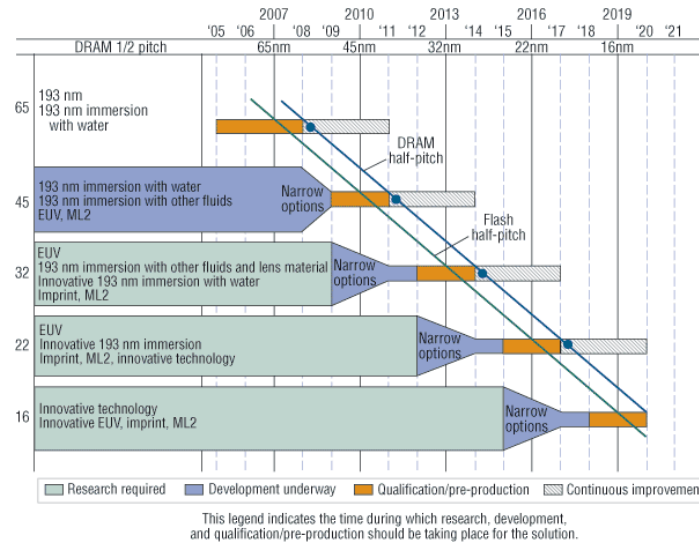 2007 2010 2013 2016 2019
'05 '06 '08 '09 '11 '12 '14 '15 '17 '18 '20 '21
DRAM 1/2 pitch 65nm 45nm 32nm 22nm 16nm
65
193 nm
193 nm immersion
with water
DRAM
half-pitch
45
193 nm immersion with water
193 nm immersion with other fluids
EUV, ML2
Narrow
options
Flash
half-pitch
32
EUV
193 nm immersion with other fluids and lens material
Innovative 193 nm immersion with water
Imprint, ML2
Narrow
options
22
EUV
Innovative 193 nm immersion
Imprint, ML2, innovative technology
Narrow
options
16
Innovative technology
Innovative EUV, imprint, ML2
Narrow
options
Research required Development underway Qualification/pre-production Continuous improvemen
This legend indicates the time during which research, development,
and qualification/pre-production should be taking place for the solution.